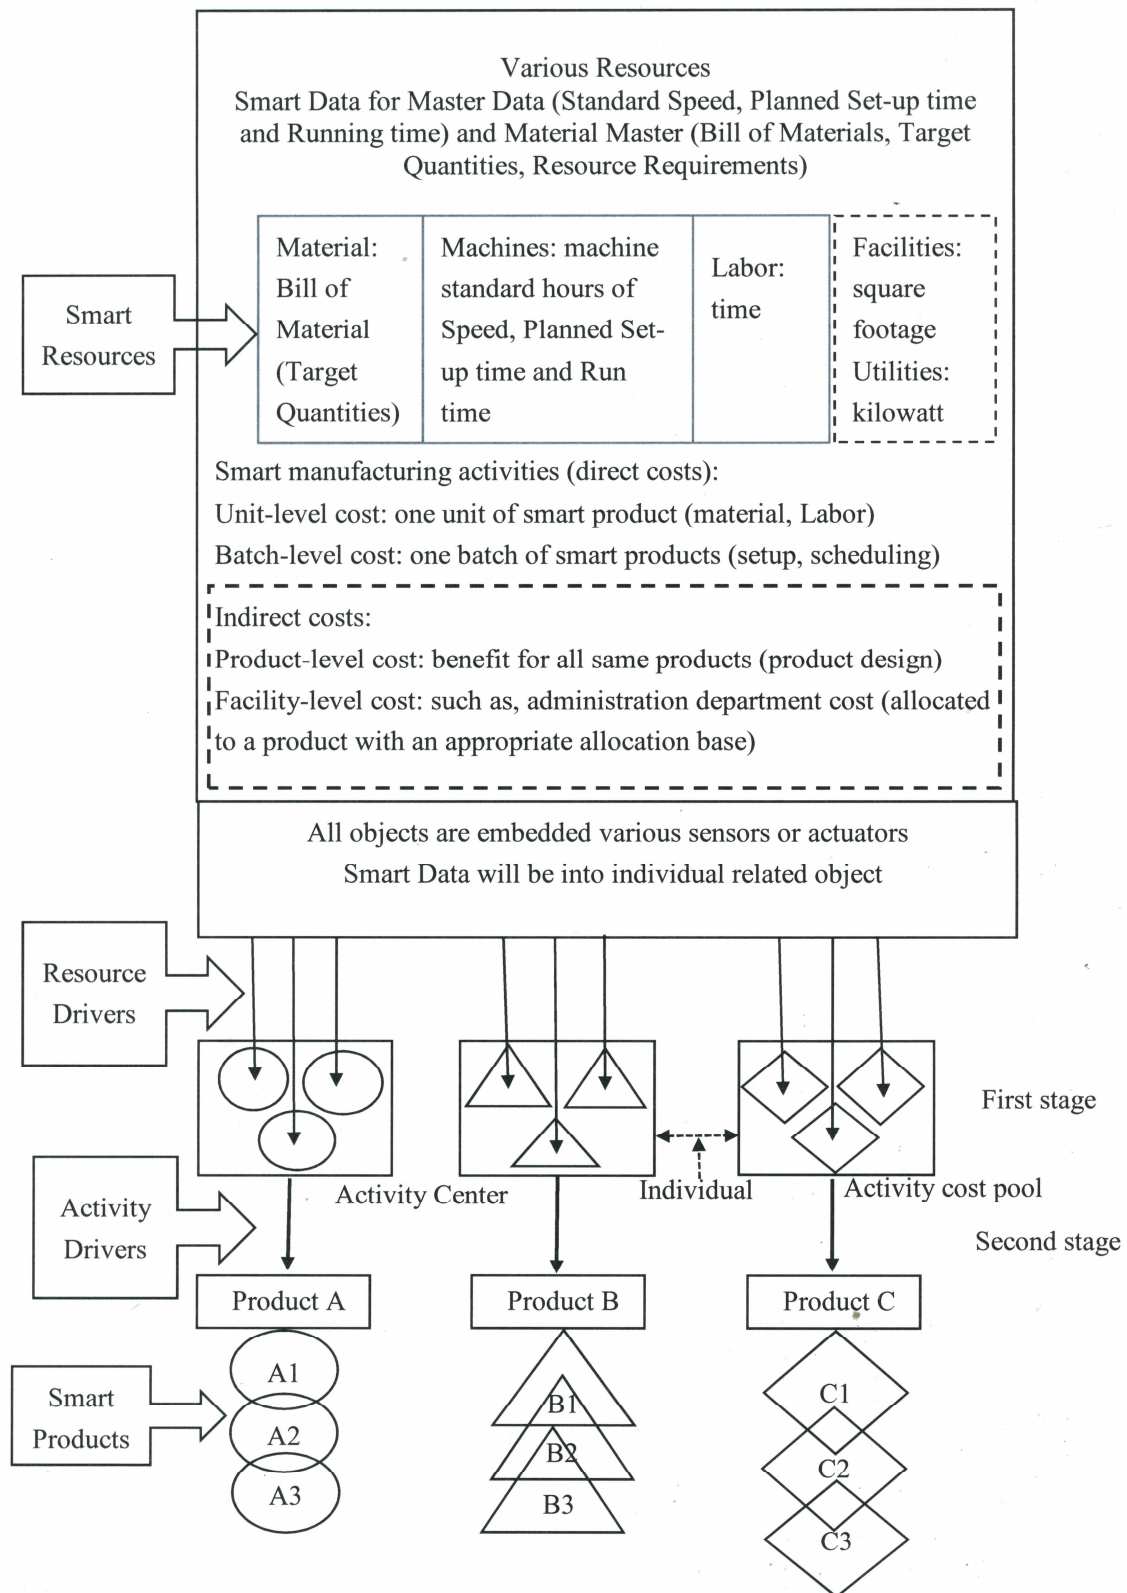 Various Resources
Smart Data for Master Data (Standard Speed, Planned Set-up time
and Running time) and Material Master (Bill of Materials, Target
Quantities, Resource Requirements)
Smart
Resources
Material:
Bill of
Material
(Target
Quantities)
Machines: machine
standard hours of
Speed, Planned Set-
up time and Run
time
Labor:
time
Facilities:
square
footage
Utilities:
kilowatt
Smart manufacturing activities (direct costs):
Unit-level cost: one unit of smart product (material, Labor)
Batch-level cost: one batch of smart products (setup, scheduling)
Indirect costs:
Product-level cost: benefit for all same products (product design)
Facility-level cost: such as, administration department cost (allocated
to a product with an appropriate allocation base)
All objects are embedded various sensors or actuators
Smart Data will be into individual related object
Resource
Drivers
First stage
Activity Center
Individual
Activity cost pool
Activity
Drivers
Second stage
Product A
Product B
Product C
Smart
Products
A1
A2
A3
B1
B2
B3
C1
C2
C3